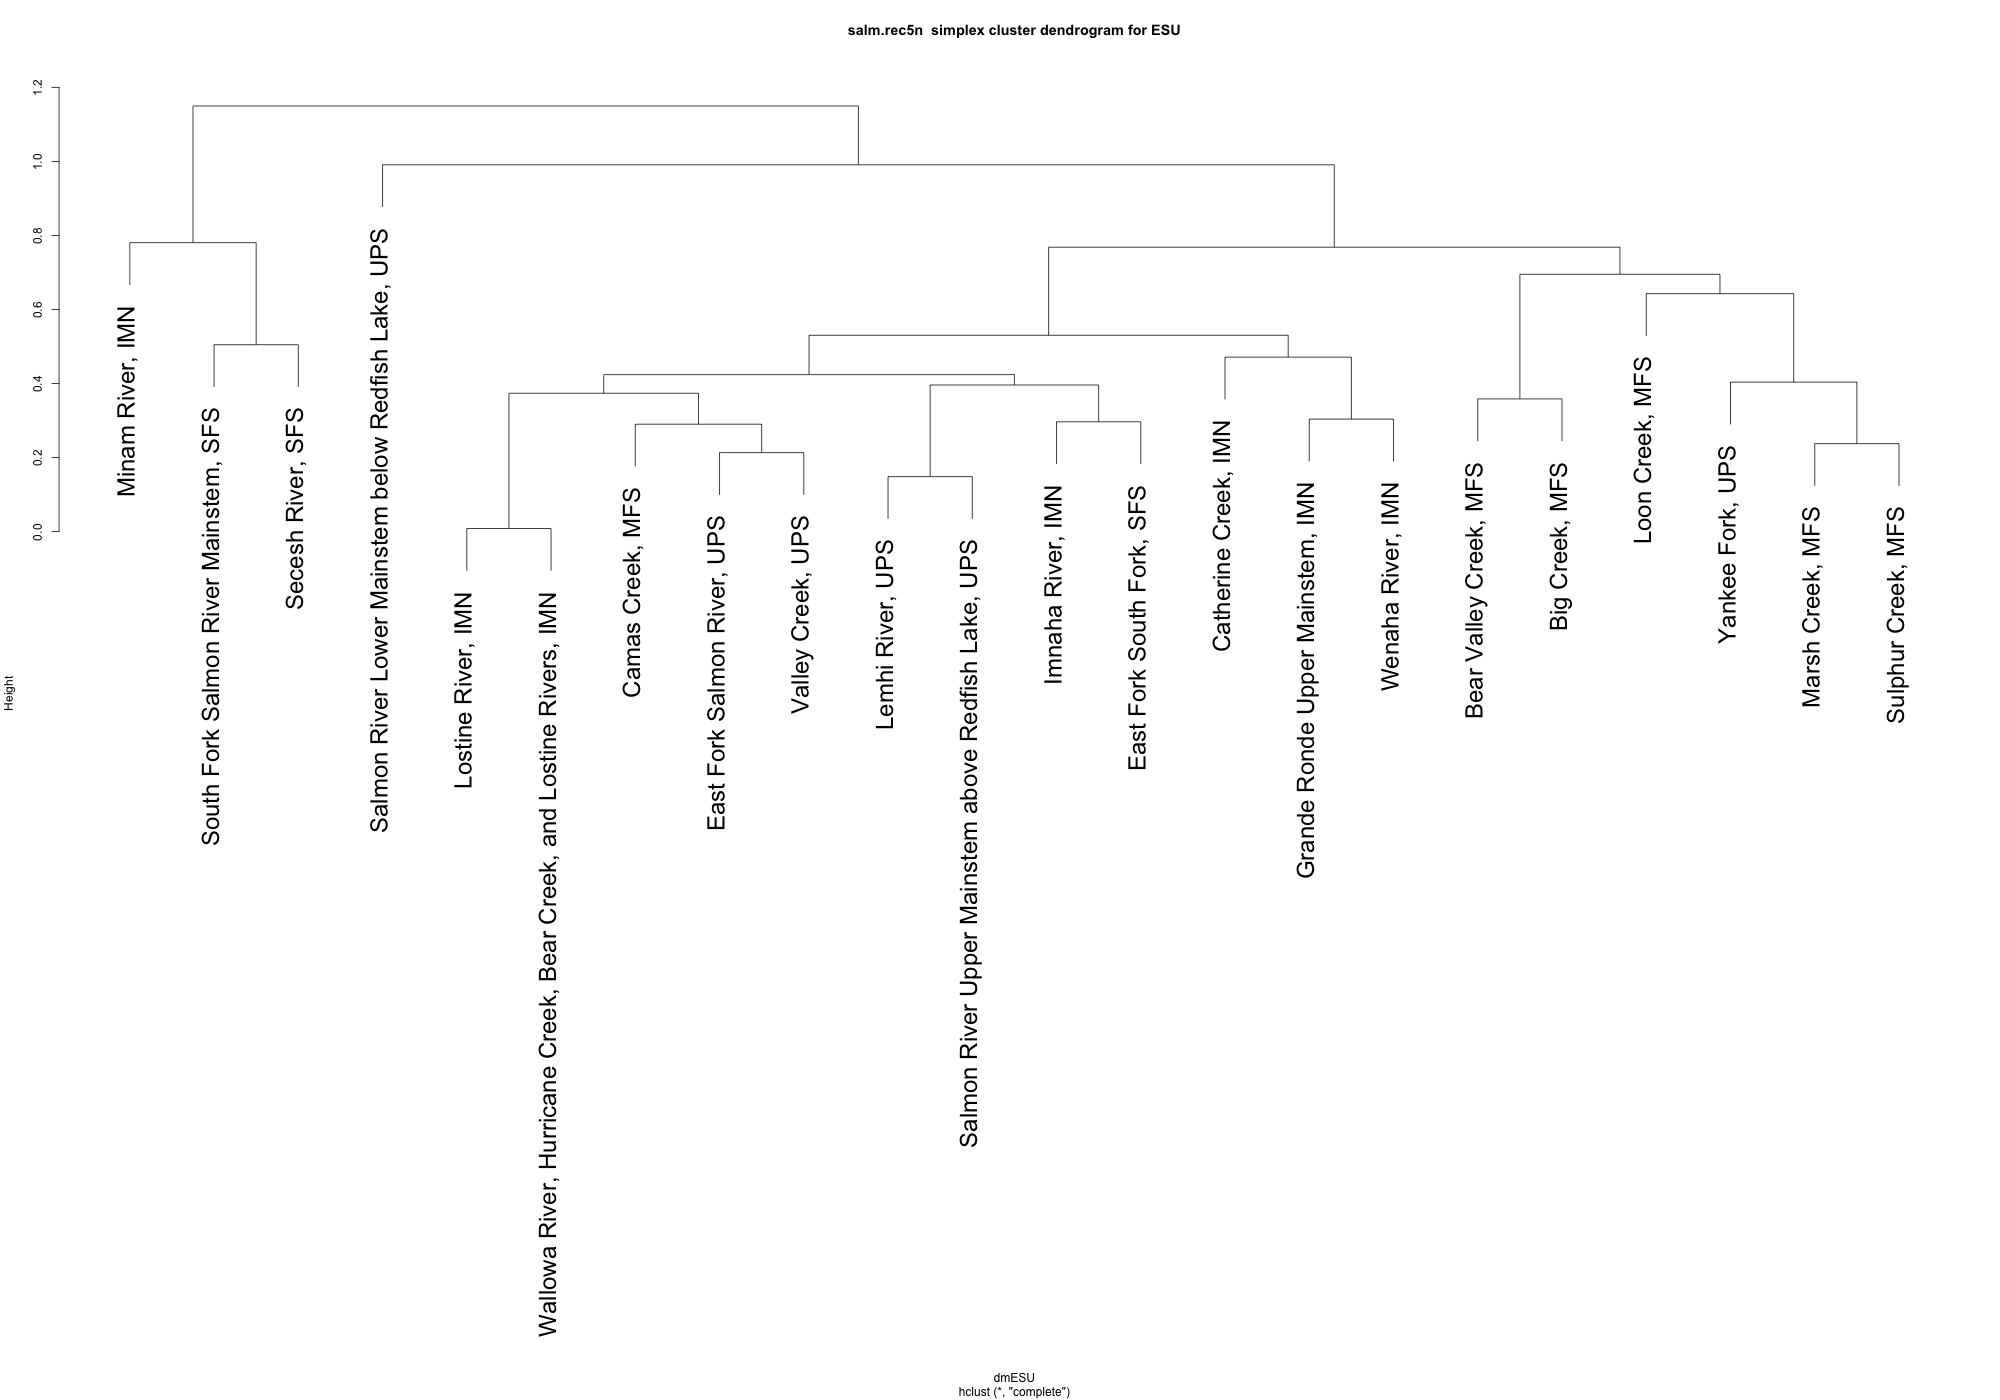 salm.rec5n  simplex cluster dendrogram for ESU
1.2
1.0
0.8
0.6
0.4
0.2
0.0
Height
Minam River, IMN
South Fork Salmon River Mainstem, SFS
Secesh River, SFS
Salmon River Lower Mainstem below Redfish Lake, UPS
Lostine River, IMN
Wallowa River, Hurricane Creek, Bear Creek, and Lostine Rivers, IMN
Camas Creek, MFS
East Fork Salmon River, UPS
Valley Creek, UPS
Lemhi River, UPS
Salmon River Upper Mainstem above Redfish Lake, UPS
Imnaha River, IMN
East Fork South Fork, SFS
Catherine Creek, IMN
Grande Ronde Upper Mainstem, IMN
Wenaha River, IMN
Bear Valley Creek, MFS
Big Creek, MFS
Loon Creek, MFS
Yankee Fork, UPS
Marsh Creek, MFS
Sulphur Creek, MFS
dmESU
hclust (*, "complete")